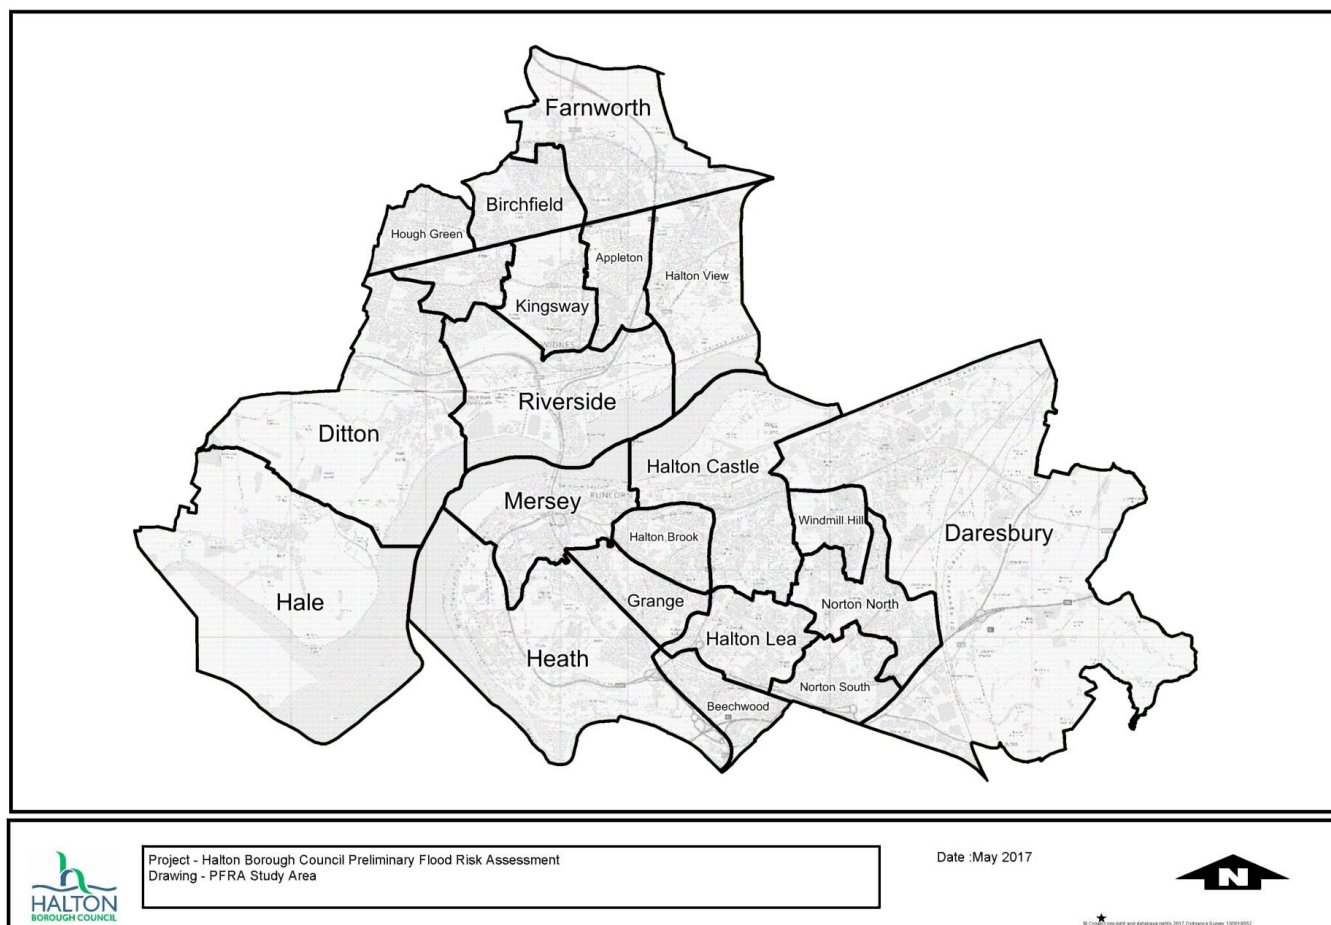 Farnworth
Birchfield
Hough Green
Appleton
Halton View
Kingsway
WIDNES
Riverside
Ditton
Halton Castle
Mersey
RUNCORN
Windmill Hill
Halton Brook
Daresbury
Hale
Grange
Norton North
Halton Lea
Heath
Norton South
Beechwood
Project - Halton Borough Council Preliminary Flood Risk Assessment
Drawing - PFRA Study Area
Date :May 2017
N
HALTON
BOROUGH COUNCIL